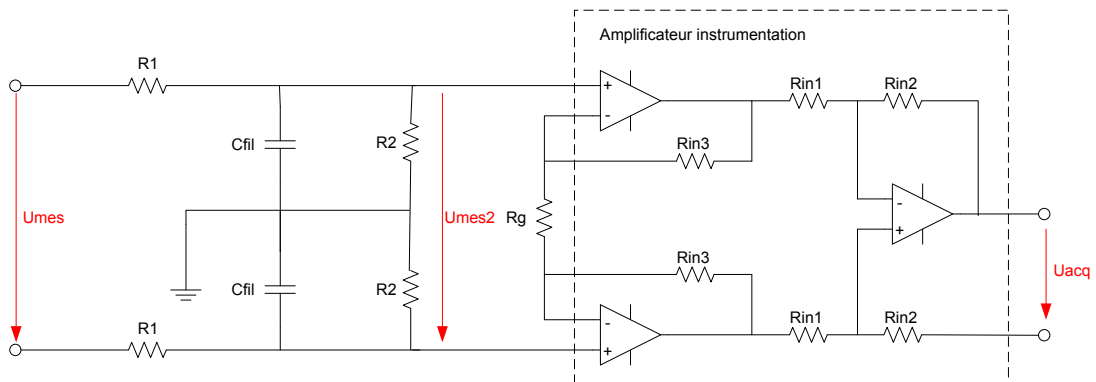 Amplificateur instrumentation
R1
Rin1
Rin2
+
-
Cfil
R2
Rin3
Umes
Umes2
Rg
-
+
Rin3
Uacq
Cfil
R2
R1
-
+
Rin1
Rin2